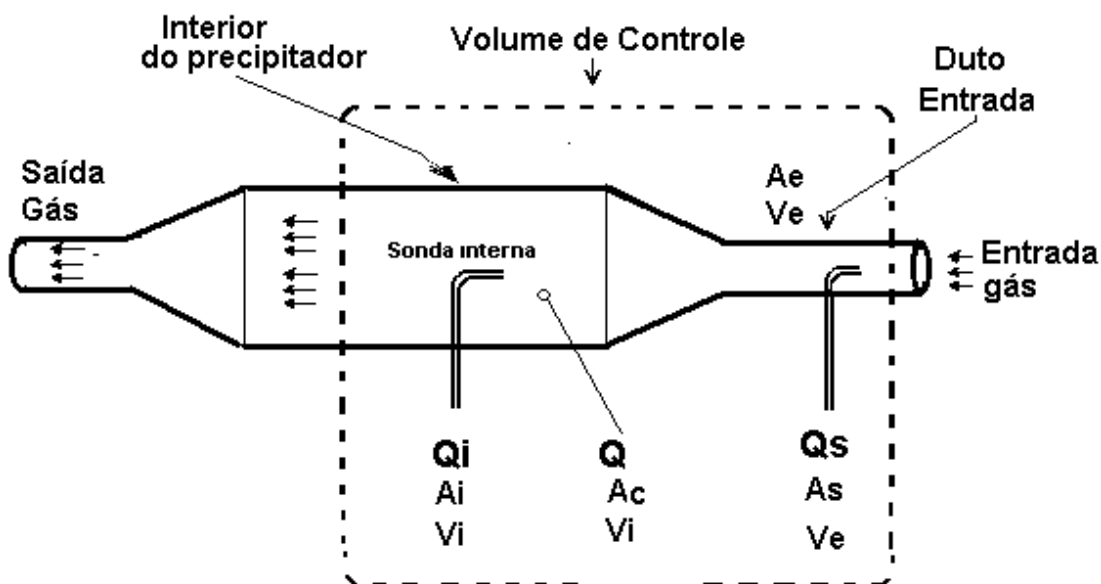 Interior
do precipitador
Volume de Controle
Duto
Entrada
Saída
Gás
Ae
Ve
Sonda interna
Entrada
gás
Qi
Ai
Vi
Q
Ac
Vi
Qs
As
Ve